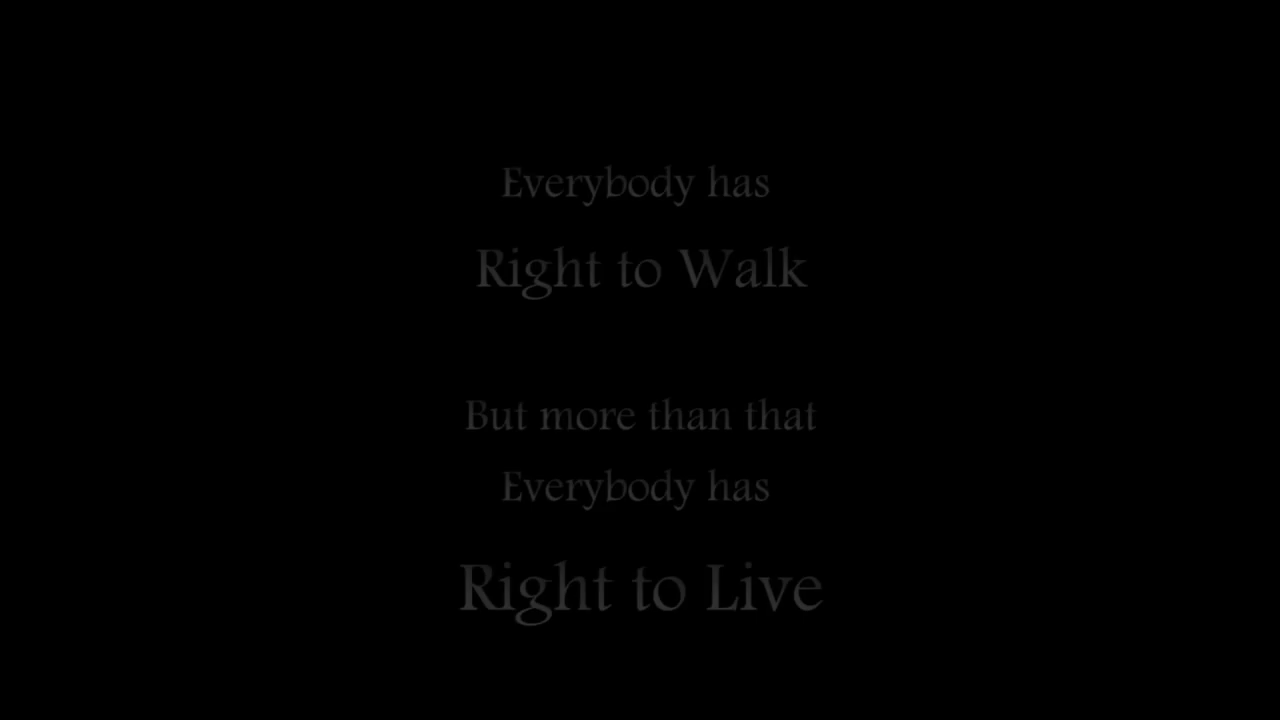 Everybody has
Right to Walk
But more than that
Everybody has
Right to Live